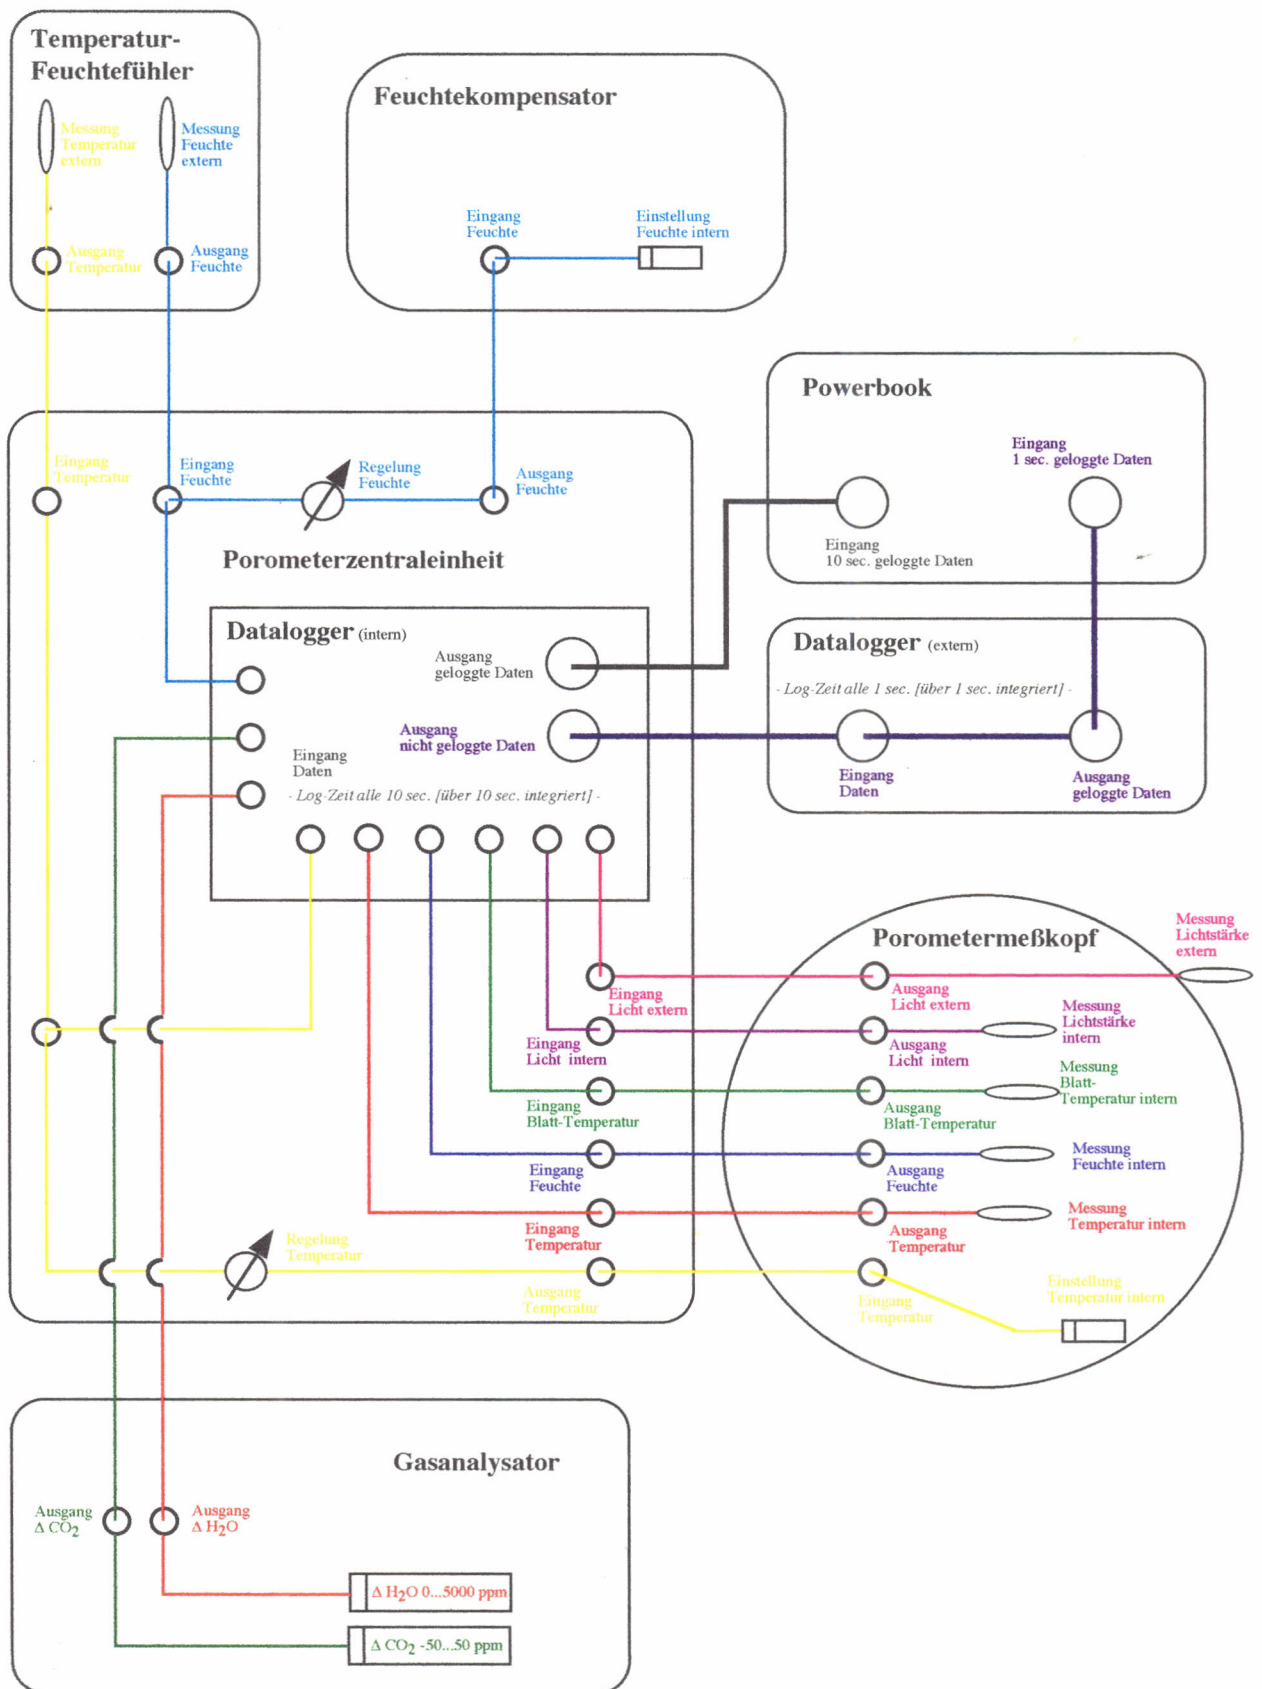 Temperatur-
Feuchtefühler
Messung
Temperatur
extern
Messung
Feuchte
extern
Ausgang
Temperatur
Ausgang
Feuchte
Feuchtekompensator
Eingang
Feuchte
Einstellung
Feuchte intern
Powerbook
Eingang
1 sec. geloggte Daten
Eingang
10 sec. geloggte Daten
Eingang
Temperatur
Eingang
Feuchte
Regelung
Feuchte
Ausgang
Feuchte
Porometerzentraleinheit
Datalogger (intern)
Ausgang
geloggte Daten
Ausgang
nicht geloggte Daten
Eingang
Daten
- Log-Zeit alle 10 sec. [über 10 sec. integriert] -
Datalogger (extern)
- Log-Zeit alle 1 sec. [über 1 sec. integriert] -
Eingang
Daten
Ausgang
geloggte Daten
Porometermeßkopf
Messung
Lichtstärke
extern
Eingang
Licht extern
Ausgang
Licht extern
Messung
Lichtstärke
intern
Eingang
Licht intern
Ausgang
Licht intern
Messung
Blatt-
Temperatur intern
Eingang
Blatt-Temperatur
Ausgang
Blatt-Temperatur
Messung
Feuchte intern
Eingang
Feuchte
Ausgang
Feuchte
Messung
Temperatur intern
Eingang
Temperatur
Ausgang
Temperatur
Regelung
Temperatur
Ausgang
Temperatur
Eingang
Temperatur
Einstellung
Temperatur intern
Gasanalysator
Ausgang
Δ CO2
Ausgang
Δ H2O
Δ H2O 0...5000 ppm
Δ CO2 -50...50 ppm